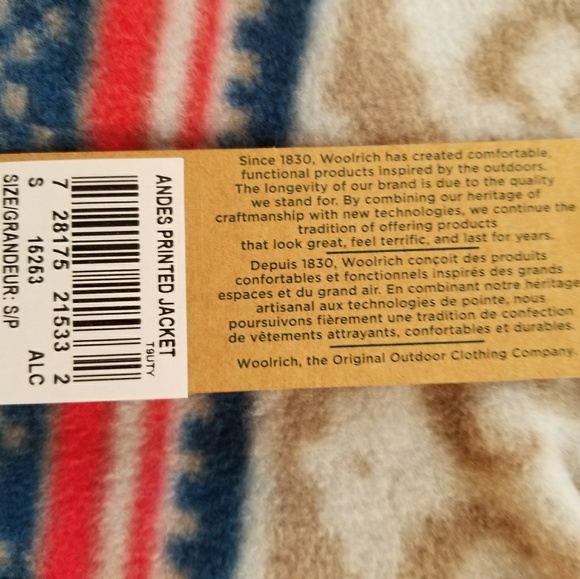 ANDES PRINTED JACKET
T9UTY
7 28175 21533 2
S 16263 ALC
SIZE/GRANDEUR: S/P
Since 1830, Woolrich has created comfortable,
functional products inspired by the outdoors.
The longevity of our brand is due to the quality
we stand for. By combining our heritage of
craftmanship with new technologies, we continue the
tradition of offering products
that look great, feel terrific, and last for years.
Depuis 1830, Woolrich conçoit des produits
confortables et fonctionnels inspirés des grands
espaces et du grand air. En combinant notre héritage
artisanal aux technologies de pointe, nous
poursuivons fièrement une tradition de confection
de vêtements attrayants, confortables et durables.
Woolrich, the Original Outdoor Clothing Company.